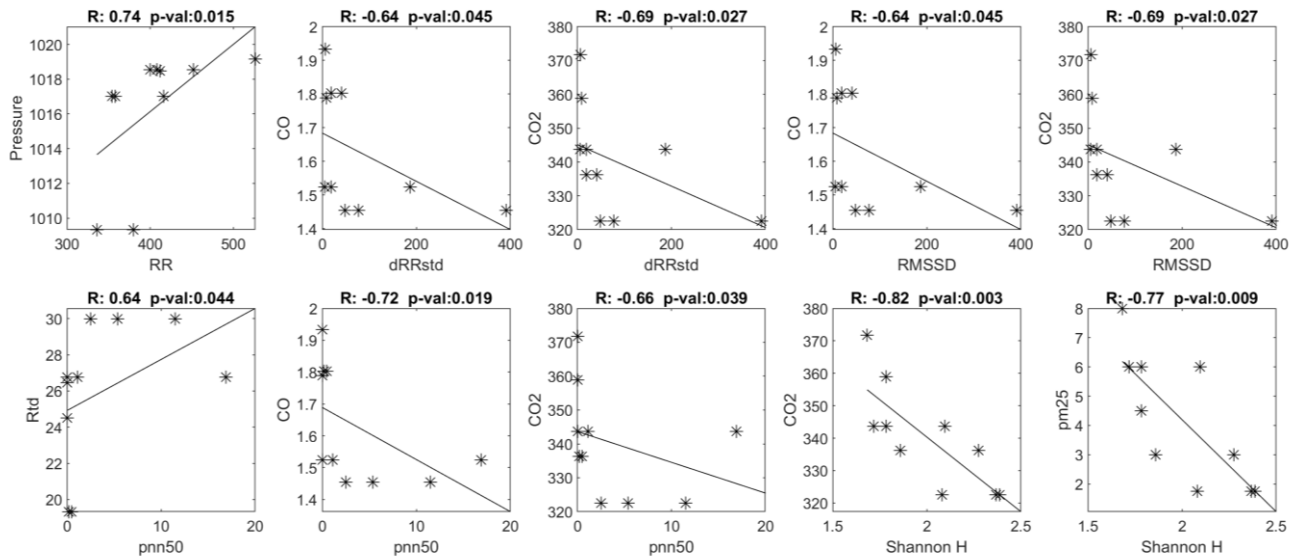 R: 0.74 p-val:0.015
R: -0.64 p-val:0.045
R: -0.69 p-val:0.027
R: -0.64 p-val:0.045
R: -0.69 p-val:0.027
1020
1018
1016
1014
1012
1010
Pressure
300 400 500
RR
2
1.9
1.8
1.7
1.6
1.5
1.4
CO
0 200 400
dRRstd
380
370
360
350
340
330
320
CO2
0 200 400
dRRstd
2
1.9
1.8
1.7
1.6
1.5
1.4
CO
0 200 400
RMSSD
380
370
360
350
340
330
320
CO2
0 200 400
RMSSD
R: 0.64 p-val:0.044
R: -0.72 p-val:0.019
R: -0.66 p-val:0.039
R: -0.82 p-val:0.003
R: -0.77 p-val:0.009
30
28
26
24
22
20
Rtd
0 10 20
pnn50
2
1.9
1.8
1.7
1.6
1.5
1.4
CO
0 10 20
pnn50
380
370
360
350
340
330
320
CO2
0 10 20
pnn50
380
370
360
350
340
330
320
CO2
1.5 2 2.5
Shannon H
8
7
6
5
4
3
2
pm25
1.5 2 2.5
Shannon H